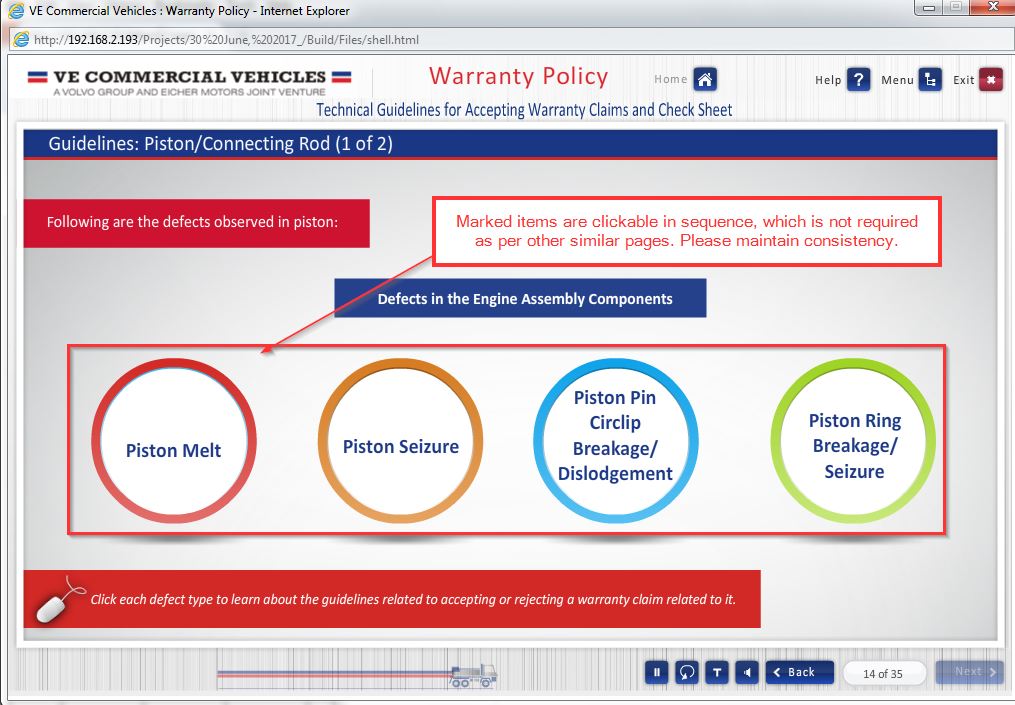 VE Commercial Vehicles : Warranty Policy - Internet Explorer
http://192.168.2.193/Projects/30%20June,%202017_/Build/Files/shell.html
VE COMMERCIAL VEHICLES
A VOLVO GROUP AND EICHER MOTORS JOINT VENTURE
Warranty Policy
Home
Help ?
Menu
Exit
Technical Guidelines for Accepting Warranty Claims and Check Sheet
Guidelines: Piston/Connecting Rod (1 of 2)
Following are the defects observed in piston:
Marked items are clickable in sequence, which is not required
as per other similar pages. Please maintain consistency.
Defects in the Engine Assembly Components
Piston Melt
Piston Seizure
Piston Pin
Circlip
Breakage/
Dislodgement
Piston Ring
Breakage/
Seizure
Click each defect type to learn about the guidelines related to accepting or rejecting a warranty claim related to it.
T
Back
14 of 35
Next